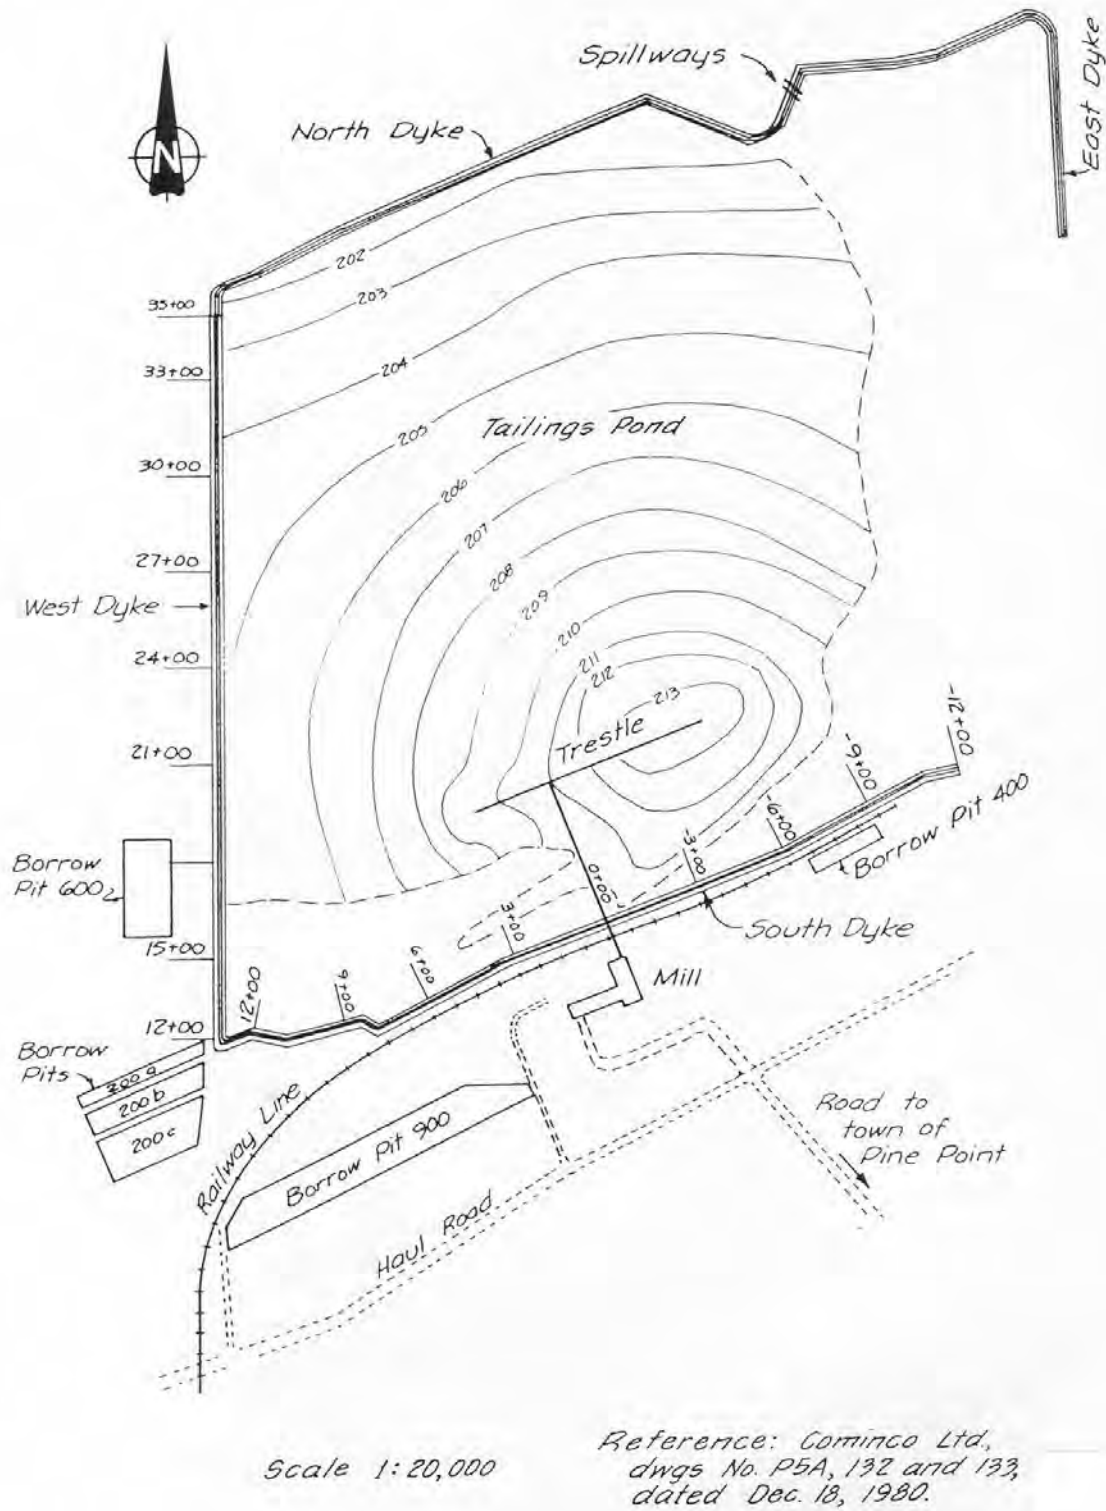 Spillways
East Dyke
North Dyke
N
202
203
35+00
204
33+00
205
Tailings Pond
30+00
206
207
27+00
208
West Dyke
209
210
24+00
211
212
213
Trestle
21+00
-12+00
-9+00
-6+00
-3+00
Borrow Pit 400
Borrow
Pit 600
0+00
3+00
South Dyke
15+00
6+00
Mill
9+00
12+00
12+00
Borrow
Pits
200a
200b
200c
Railway Line
Borrow Pit 900
Road to
town of
Pine Point
Haul Road
Scale 1:20,000
Reference: Cominco Ltd.,
dwgs No. P5A, 132 and 133,
dated Dec. 18, 1980.